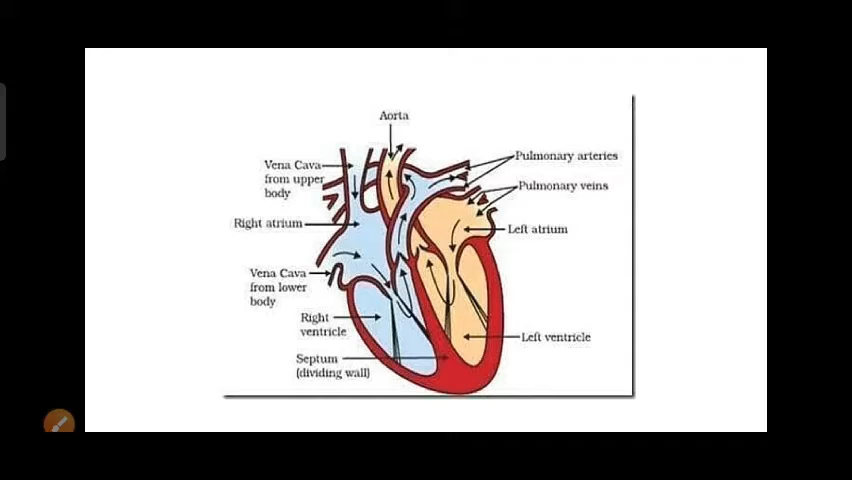 Aorta
Vena Cava
from upper
body
Pulmonary arteries
Pulmonary veins
Right atrium
Left atrium
Vena Cava
from lower
body
Right
ventricle
Left ventricle
Septum
(dividing wall)